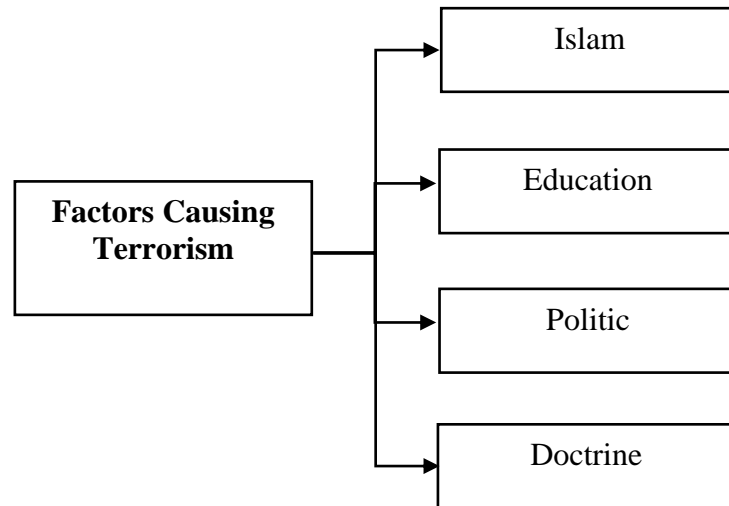 Islam
Education
Factors Causing
Terrorism
Politic
Doctrine